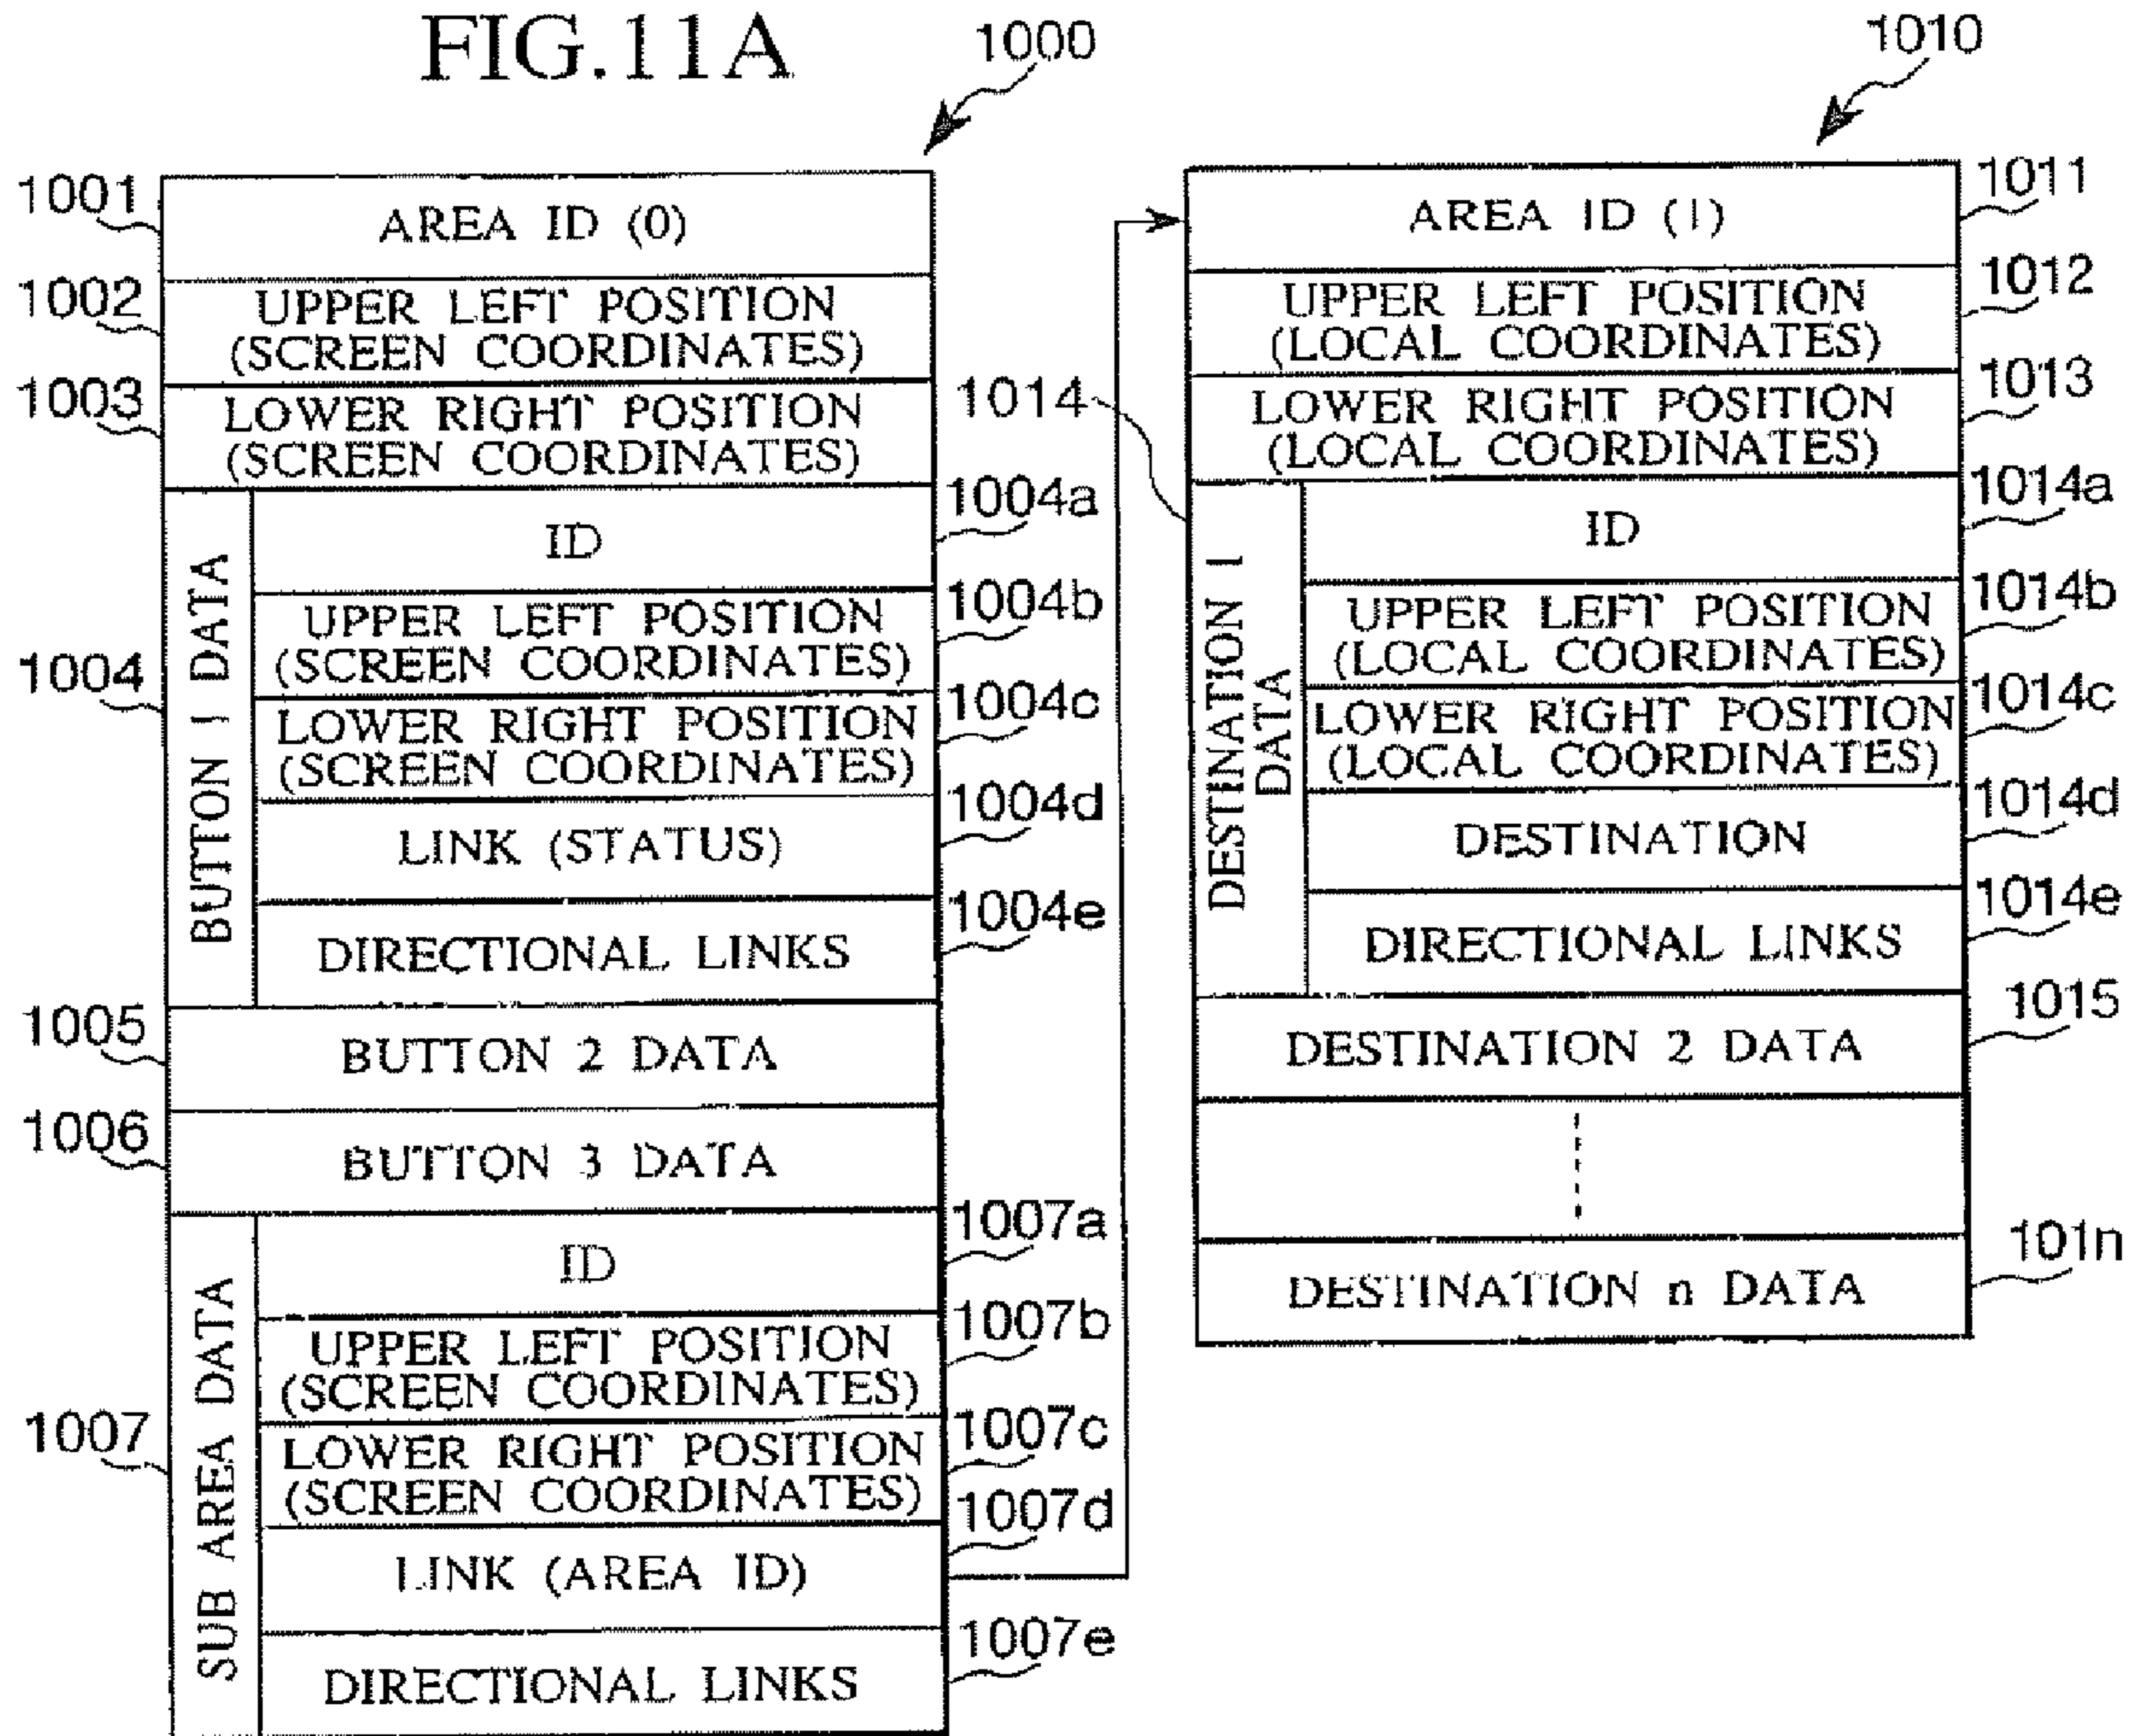 FIG.11A
1000
1001
AREA ID (0)
1002
UPPER LEFT POSITION
(SCREEN COORDINATES)
1003
LOWER RIGHT POSITION
(SCREEN COORDINATES)
1004
BUTTON 1 DATA
1004a
ID
1004b
UPPER LEFT POSITION
(SCREEN COORDINATES)
1004c
LOWER RIGHT POSITION
(SCREEN COORDINATES)
1004d
LINK (STATUS)
1004e
DIRECTIONAL LINKS
1005
BUTTON 2 DATA
1006
BUTTON 3 DATA
1007
SUB AREA DATA
1007a
ID
1007b
UPPER LEFT POSITION
(SCREEN COORDINATES)
1007c
LOWER RIGHT POSITION
(SCREEN COORDINATES)
1007d
LINK (AREA ID)
1007e
DIRECTIONAL LINKS
1010
1011
AREA ID (1)
1012
UPPER LEFT POSITION
(LOCAL COORDINATES)
1013
LOWER RIGHT POSITION
(LOCAL COORDINATES)
1014
DESTINATION 1
DATA
1014a
ID
1014b
UPPER LEFT POSITION
(LOCAL COORDINATES)
1014c
LOWER RIGHT POSITION
(LOCAL COORDINATES)
1014d
DESTINATION
1014e
DIRECTIONAL LINKS
1015
DESTINATION 2 DATA
101n
DESTINATION n DATA